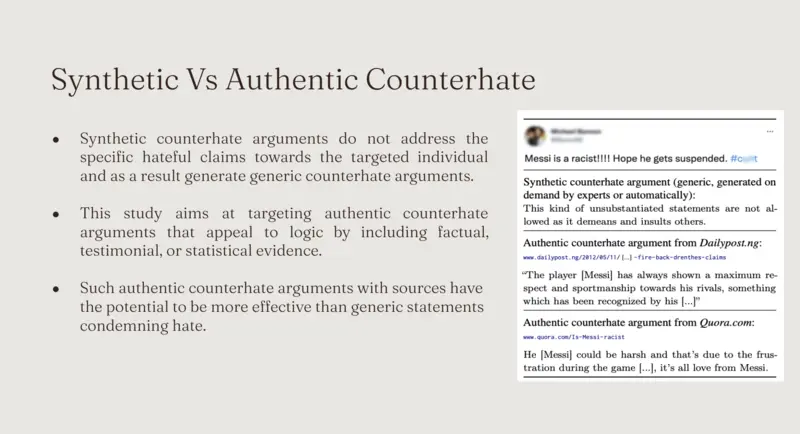 Synthetic Vs Authentic Counterhate
● Synthetic counterhate arguments do not address the
specific hateful claims towards the targeted individual
and as a result generate generic counterhate arguments.
● This study aims at targeting authentic counterhate
arguments that appeal to logic by including factual,
testimonial, or statistical evidence.
● Such authentic counterhate arguments with sources have
the potential to be more effective than generic statements
condemning hate.
...
Messi is a racist!!!! Hope he gets suspended.
Synthetic counterhate argument (generic, generated on
demand by experts or automatically):
This kind of unsubstantiated statements are not al-
lowed as it demeans and insults others.
Authentic counterhate argument from Dailypost.ng:
www.dailypost.ng/2012/05/11/[…]-fire-back-drenthes-claims
“The player [Messi] has always shown a maximum re-
spect and sportmanship towards his rivals, something
which has been recognized by his [...]”
Authentic counterhate argument from Quora.com:
www.quora.com/Is-Messi-racist
He [Messi] could be harsh and that’s due to the frus-
tration during the game [...], it’s all love from Messi.